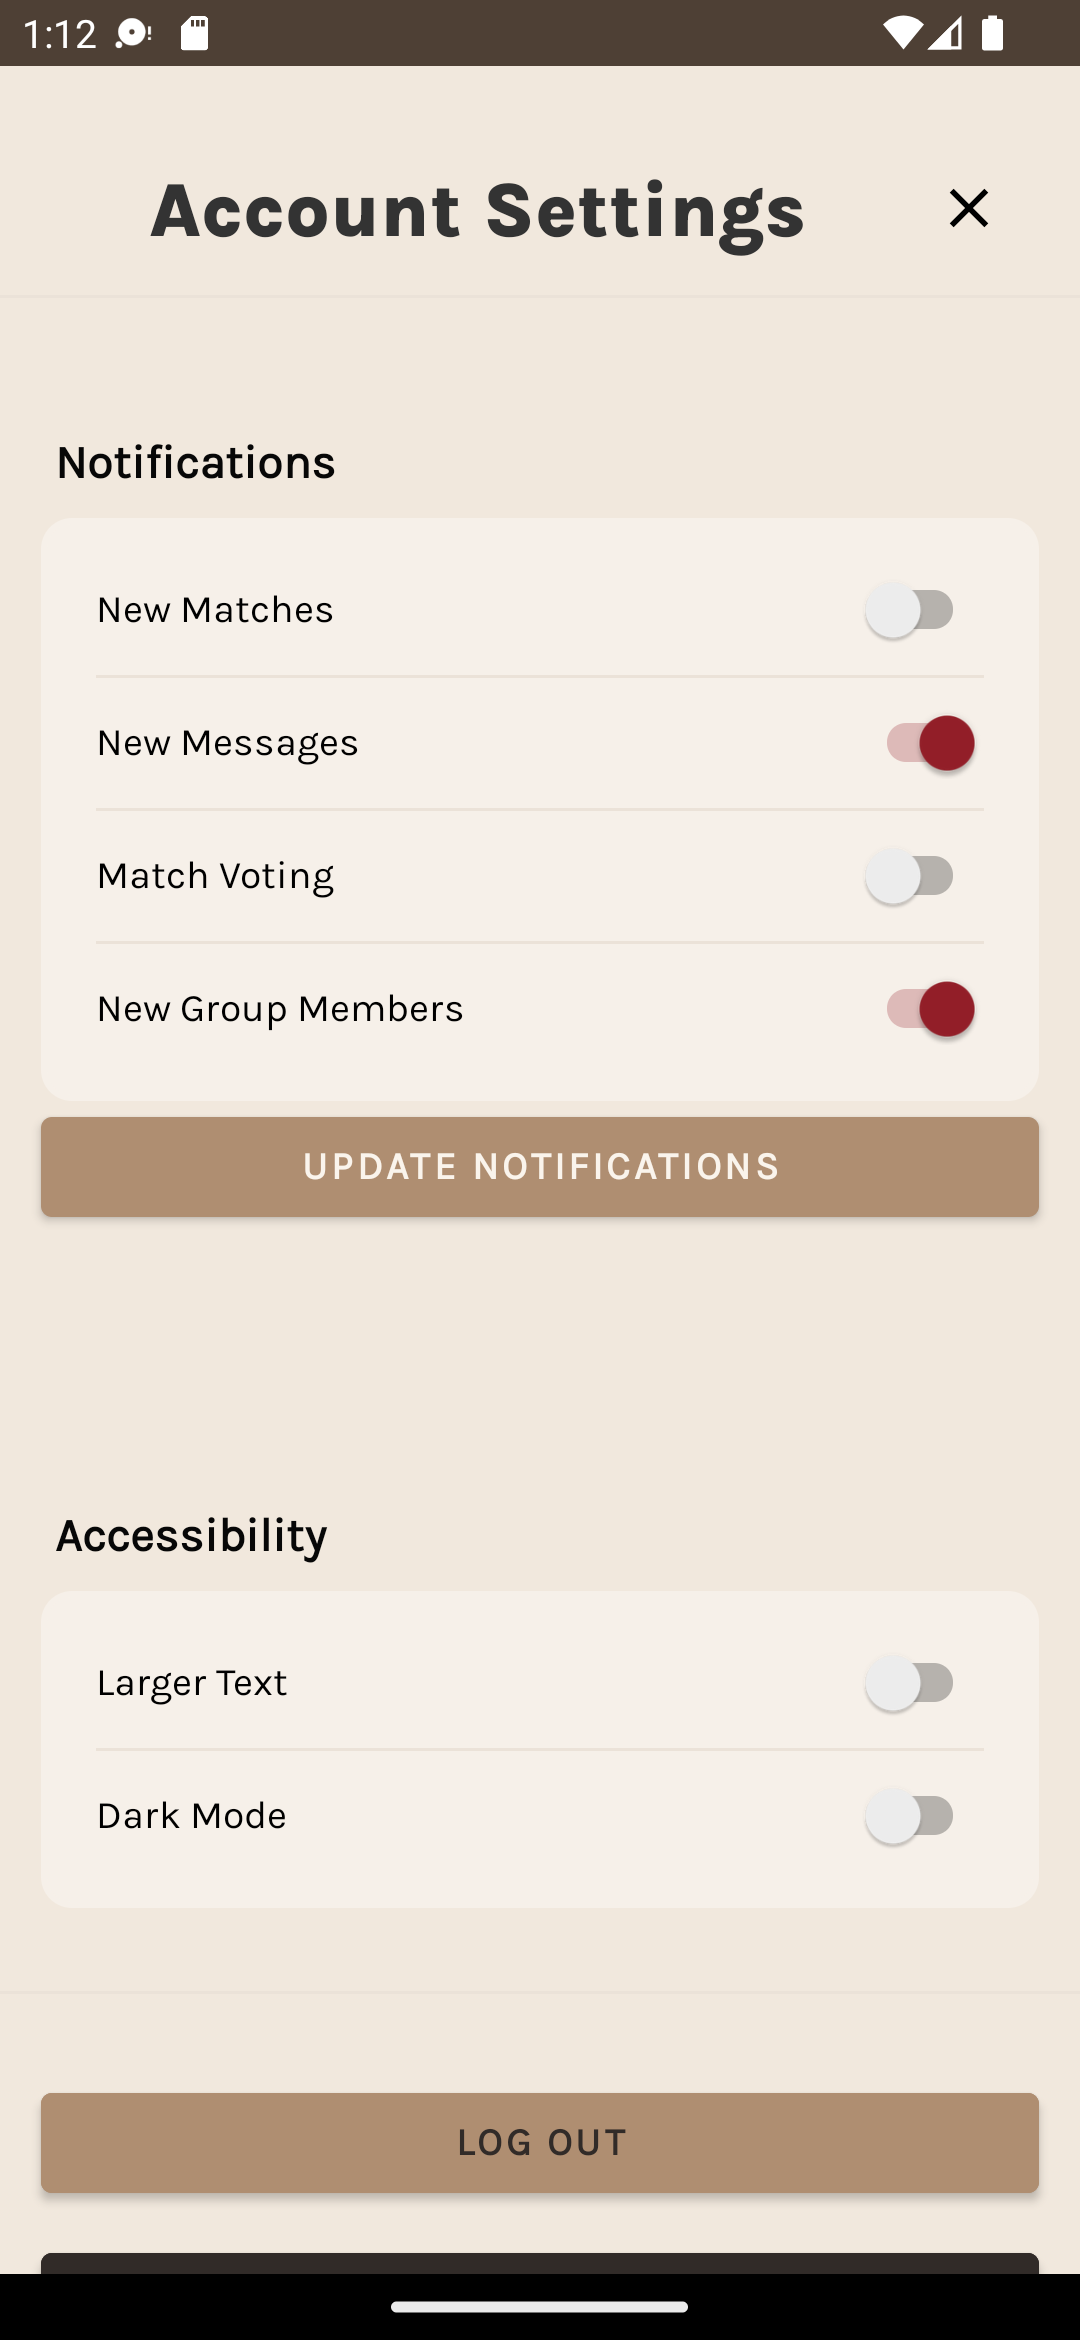 1:12
Account Settings
Notifications
New Matches
New Messages
Match Voting
New Group Members
UPDATE NOTIFICATIONS
Accessibility
Larger Text
Dark Mode
LOG OUT